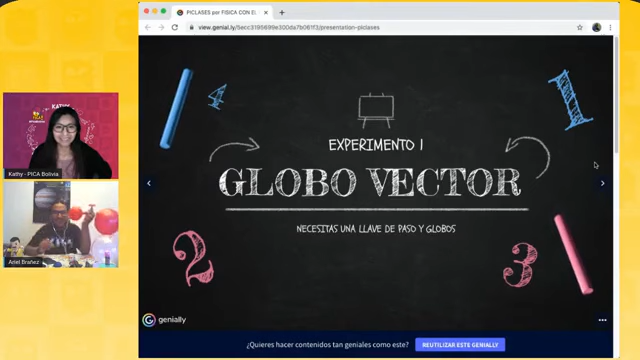 PICLASES por FISICA CON El
view.genial.ly/5ecc3195699e300da7b061f3/presentation-piclases
KATHY
Kathy - PICA Bolivia
Ariel Brañez
4
1
EXPERIMENTO 1
GLOBO VECTOR
NECESITAS UNA LLAVE DE PASO Y GLOBOS
2
3
genially
¿Quieres hacer contenidos tan geniales como este?
REUTILIZAR ESTE GENIALLY